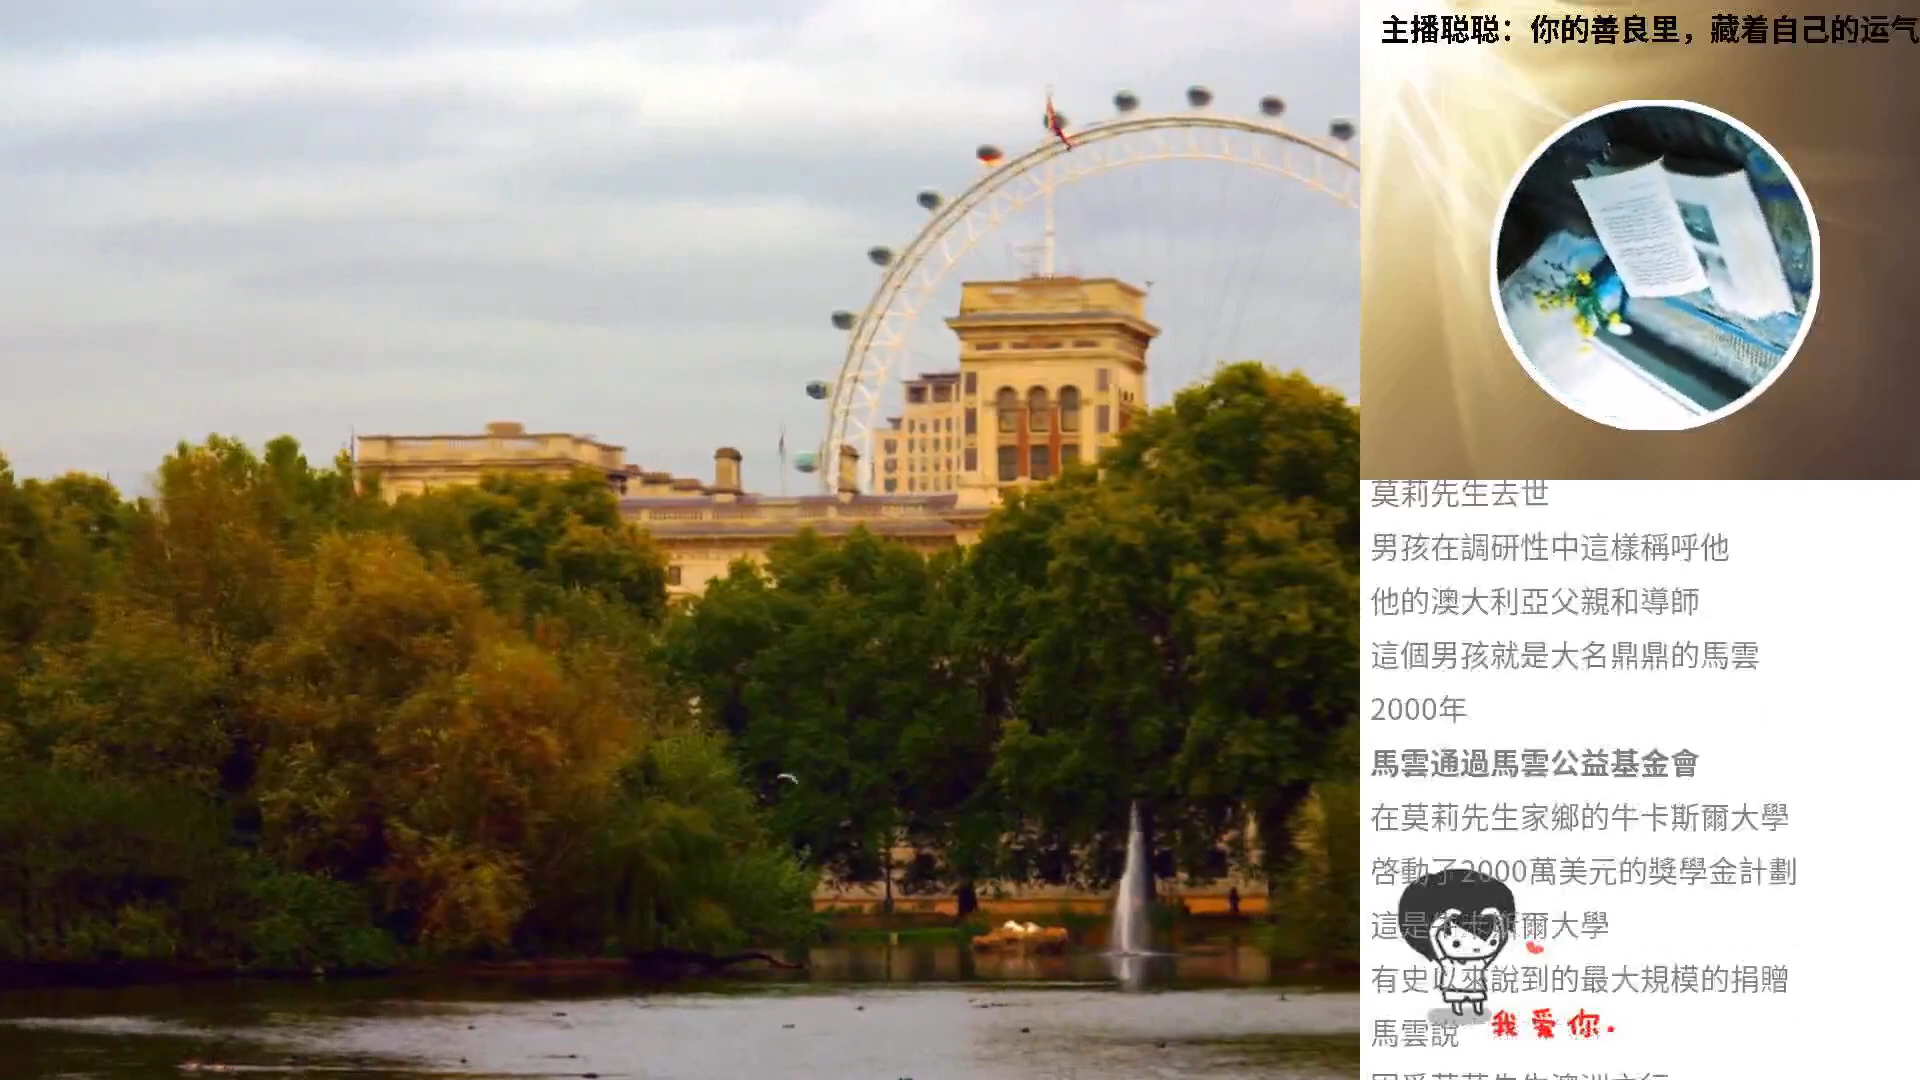 主播聪聪：你的善良里，藏着自己的运气
莫莉先生去世
男孩在調研性中這樣稱呼他
他的澳大利亞父親和導師
這個男孩就是大名鼎鼎的馬雲
2000年
馬雲通過馬雲公益基金會
在莫莉先生家鄉的牛卡斯爾大學
啓動了2000萬美元的獎學金計劃
這是牛卡斯爾大學
有史以來說到的最大規模的捐贈
馬雲說
我爱你.